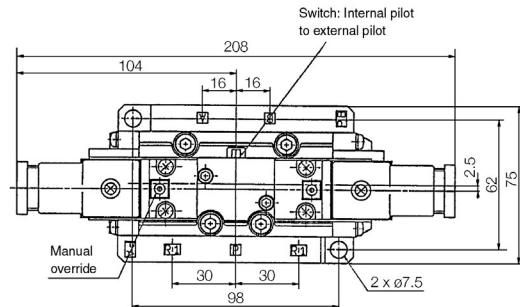 Switch: Internal pilot
to external pilot
208
104
16
16
2.5
62
75
Manual
override
30
30
98
2 x ø7.5